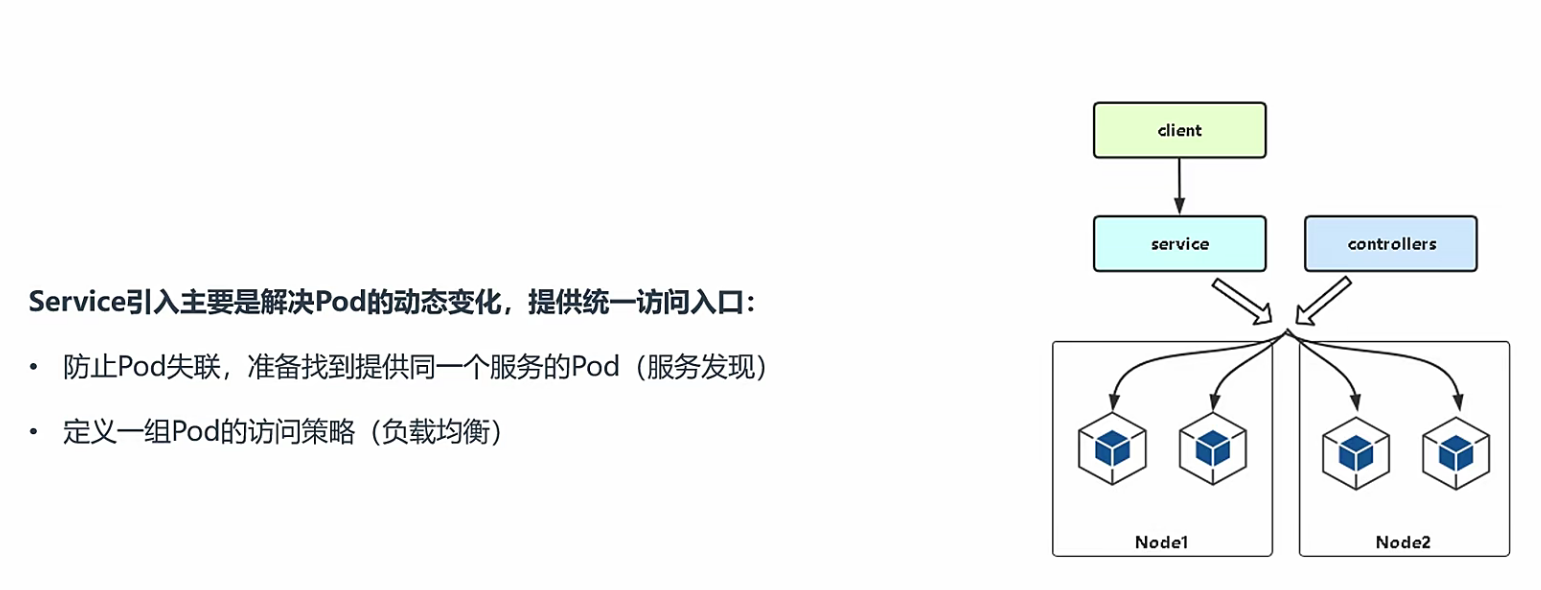 client
service
controllers
Service引入主要是解决Pod的动态变化，提供统一访问入口：
• 防止Pod失联，准备找到提供同一个服务的Pod（服务发现）
• 定义一组Pod的访问策略（负载均衡）
Node1
Node2